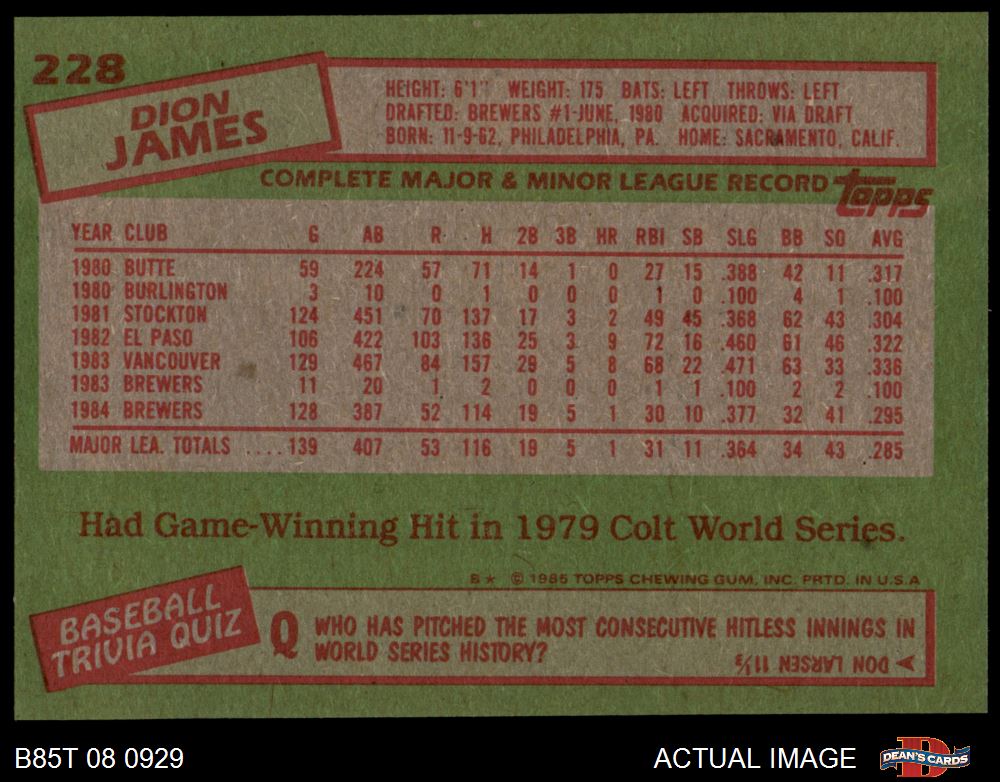 228
DION
JAMES
HEIGHT: 6'1" WEIGHT: 175 BATS: LEFT THROWS: LEFT
DRAFTED: BREWERS #1-JUNE, 1980 ACQUIRED: VIA DRAFT
BORN: 11-9-62, PHILADELPHIA, PA. HOME: SACRAMENTO, CALIF.
COMPLETE MAJOR & MINOR LEAGUE RECORD topps
YEAR CLUB G AB R H 2B 3B HR RBI SB SLG BB SO AVG
1980 BUTTE 59 224 57 71 14 1 0 27 15 .388 42 11 .317
1980 BURLINGTON 3 10 0 1 0 0 0 1 0 .100 4 1 .100
1981 STOCKTON 124 451 70 137 17 3 2 49 45 .368 62 43 .304
1982 EL PASO 106 422 103 136 25 3 9 72 16 .460 61 46 .322
1983 VANCOUVER 129 467 84 157 29 5 8 68 22 .471 63 33 .336
1983 BREWERS 11 20 1 2 0 0 0 1 1 .100 2 2 .100
1984 BREWERS 128 387 52 114 19 5 1 30 10 .377 32 41 .295
MAJOR LEA. TOTALS ....139 407 53 116 19 5 1 31 11 .364 34 43 .285
Had Game-Winning Hit in 1979 Colt World Series.
B★ © 1985 TOPPS CHEWING GUM, INC. PRTD. IN U.S.A
BASEBALL
TRIVIA QUIZ
Q WHO HAS PITCHED THE MOST CONSECUTIVE HITLESS INNINGS IN
WORLD SERIES HISTORY?
DON LARSEN 11⅓
B85T 08 0929
ACTUAL IMAGE
D
DEAN'S CARDS